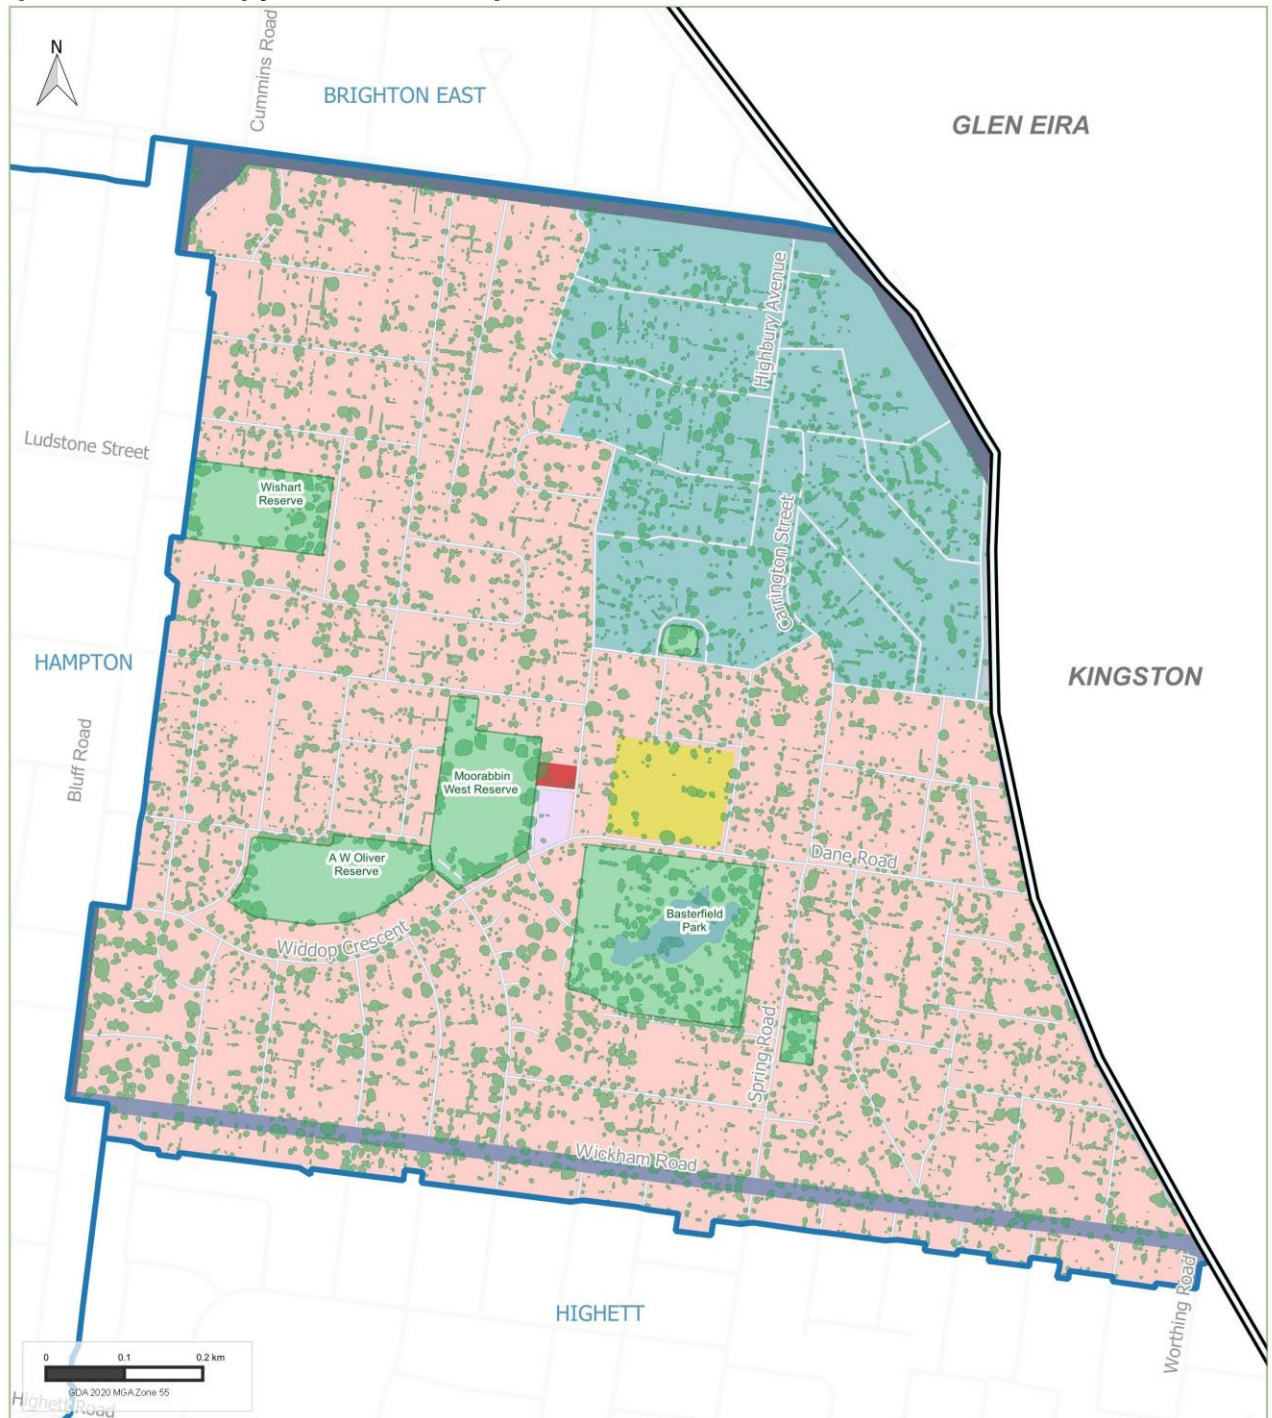 N
Cummins Road
BRIGHTON EAST
GLEN EIRA
Highbury Avenue
Ludstone Street
Wishart
Reserve
Carrington Street
HAMPTON
KINGSTON
Bluff Road
Moorabbin
West Reserve
A W Oliver
Reserve
Dane Road
Basterfield
Park
Widdop Crescent
Spring Road
Wickham Road
HIGHETT
Worthing Road
0 0.1 0.2 km
GDA 2020 MGA Zone 55
Highett Road